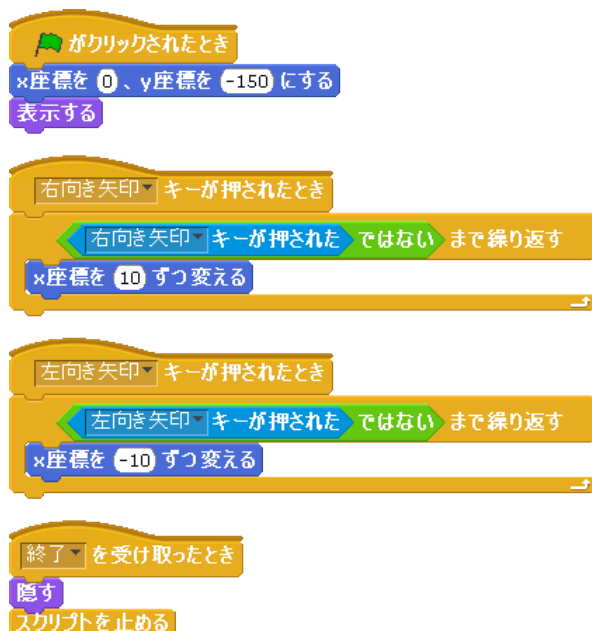 がクリックされたとき
x座標を 0 、y座標を -150 にする
表示する
右向き矢印 キーが押されたとき
右向き矢印 キーが押された ではない まで繰り返す
x座標を 10 ずつ変える
左向き矢印 キーが押されたとき
左向き矢印 キーが押された ではない まで繰り返す
x座標を -10 ずつ変える
終了 を受け取ったとき
隠す
スクリプトを止める